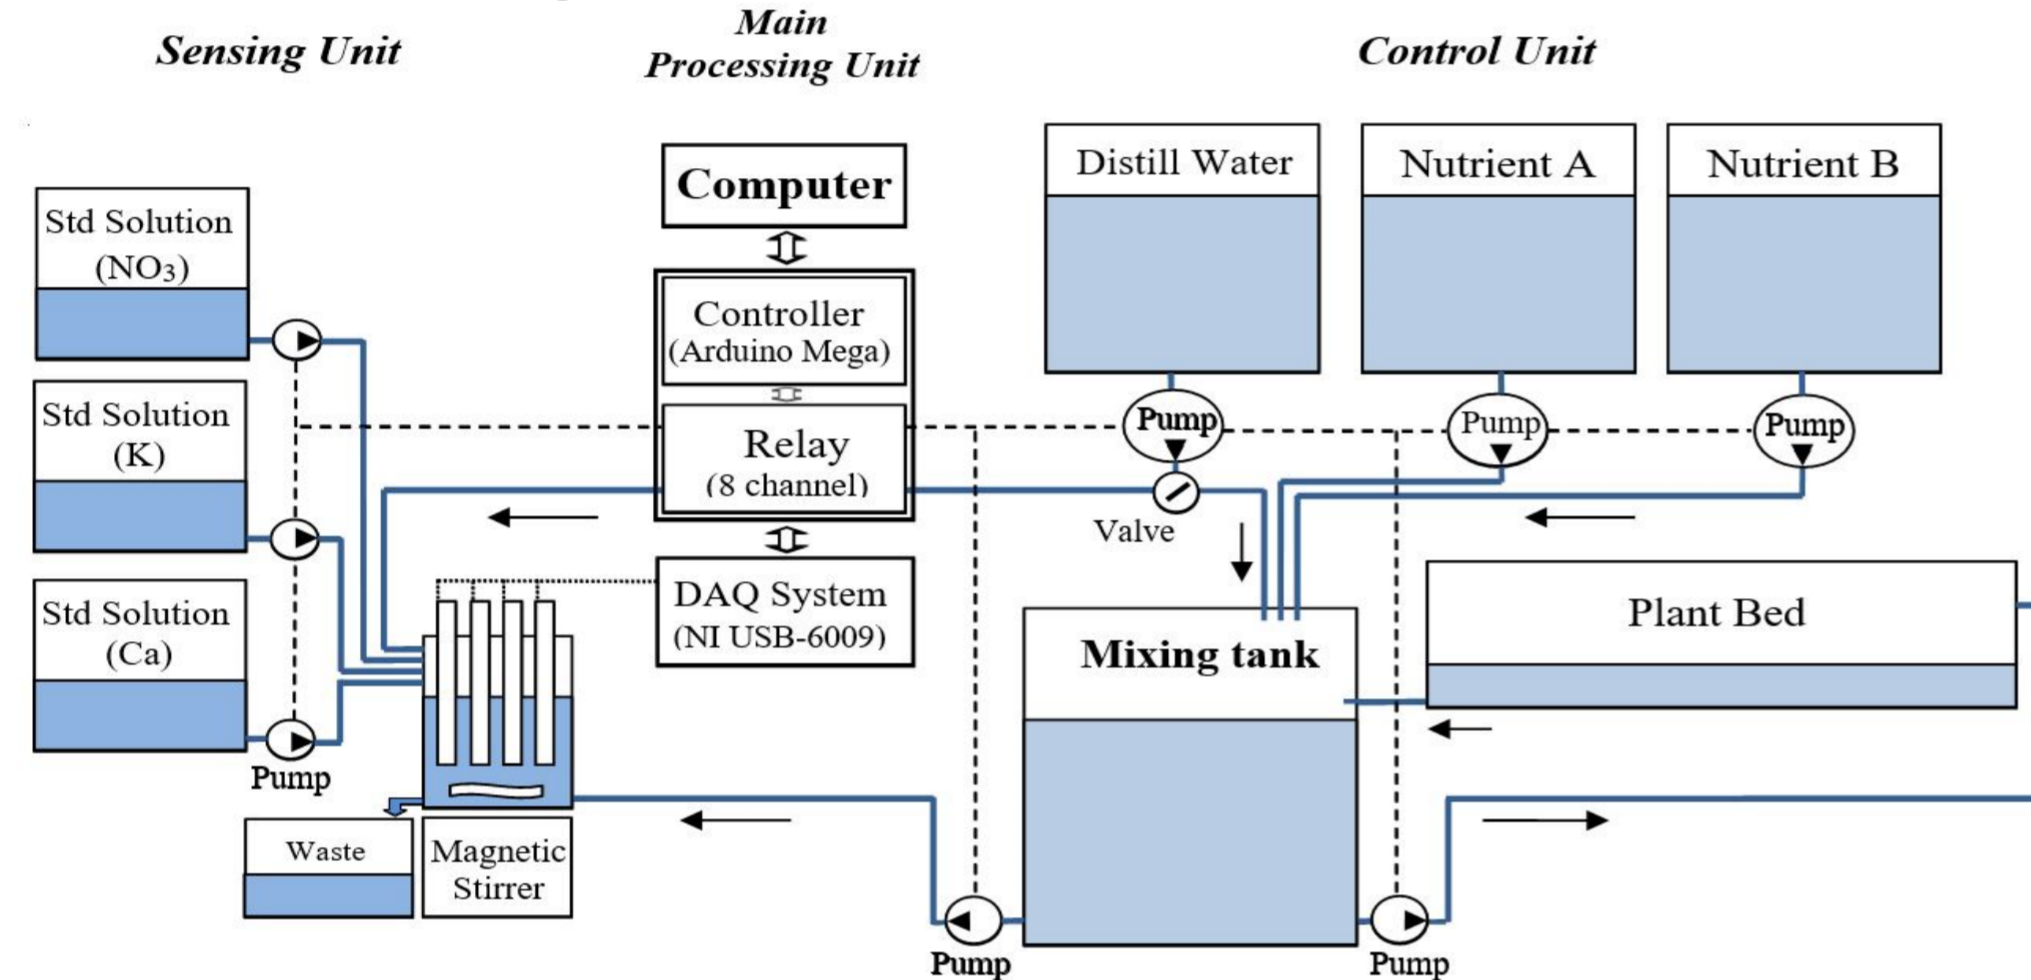 Sensing Unit
Main
Processing Unit
Control Unit
Std Solution
(NO3)
Std Solution
(K)
Std Solution
(Ca)
Pump
Waste
Magnetic
Stirrer
Computer
Controller
(Arduino Mega)
Relay
(8 channel)
DAQ System
(NI USB-6009)
Distill Water
Nutrient A
Nutrient B
Pump
Pump
Pump
Valve
Mixing tank
Plant Bed
Pump
Pump